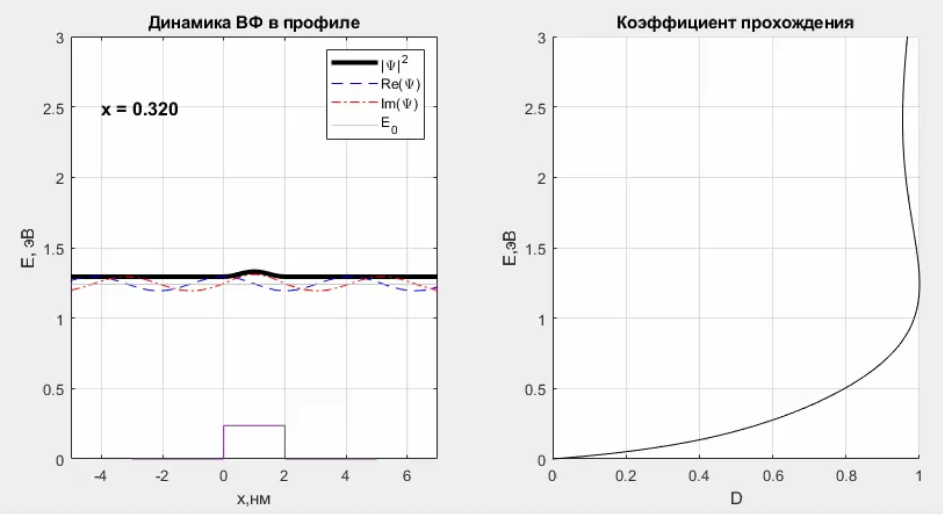 Динамика ВФ в профиле
3
2.5
2
1.5
1
0.5
0
E, эВ
x = 0.320
|Ψ|²
Re(Ψ)
Im(Ψ)
E₀
-4 -2 0 2 4 6
x,нм
Коэффициент прохождения
3
2.5
2
1.5
1
0.5
0
E,эВ
0 0.2 0.4 0.6 0.8 1
D